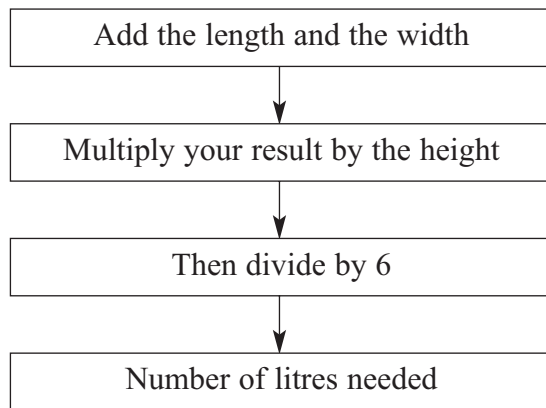 Add the length and the width
Multiply your result by the height
Then divide by 6
Number of litres needed